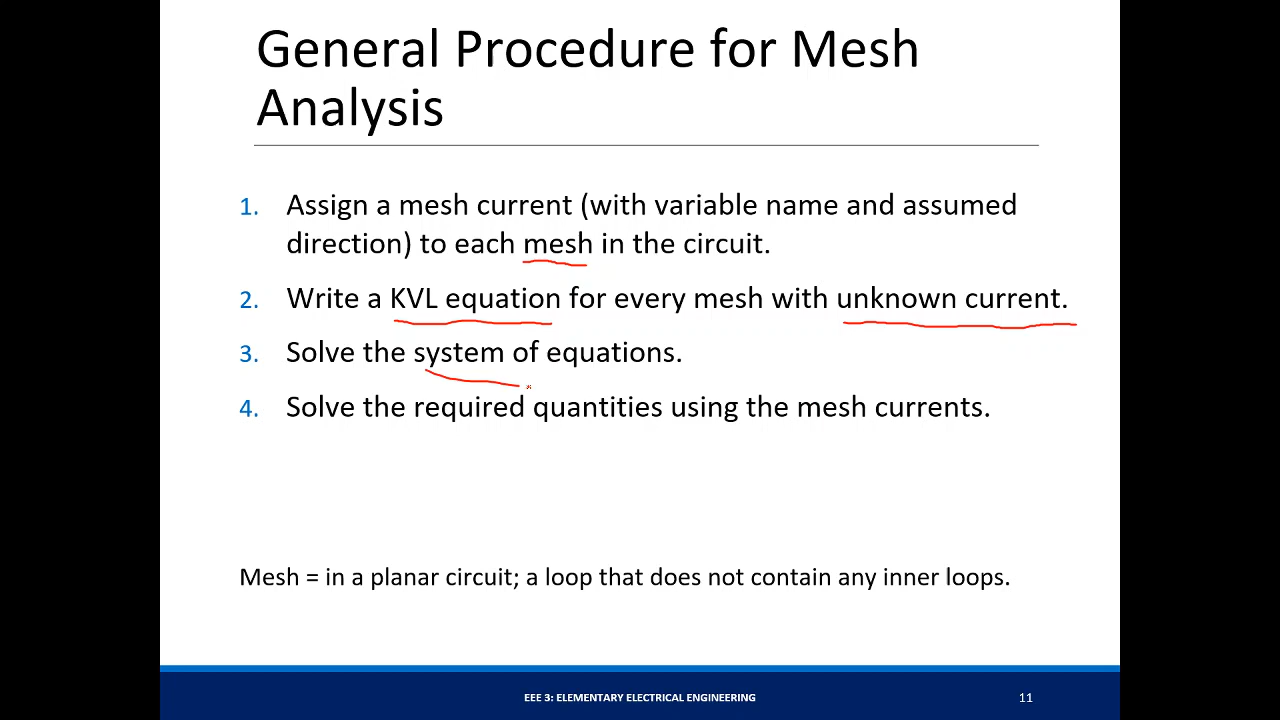 General Procedure for Mesh
Analysis
1. Assign a mesh current (with variable name and assumed
direction) to each mesh in the circuit.
2. Write a KVL equation for every mesh with unknown current.
3. Solve the system of equations.
4. Solve the required quantities using the mesh currents.
Mesh = in a planar circuit; a loop that does not contain any inner loops.
EEE 3: ELEMENTARY ELECTRICAL ENGINEERING
11